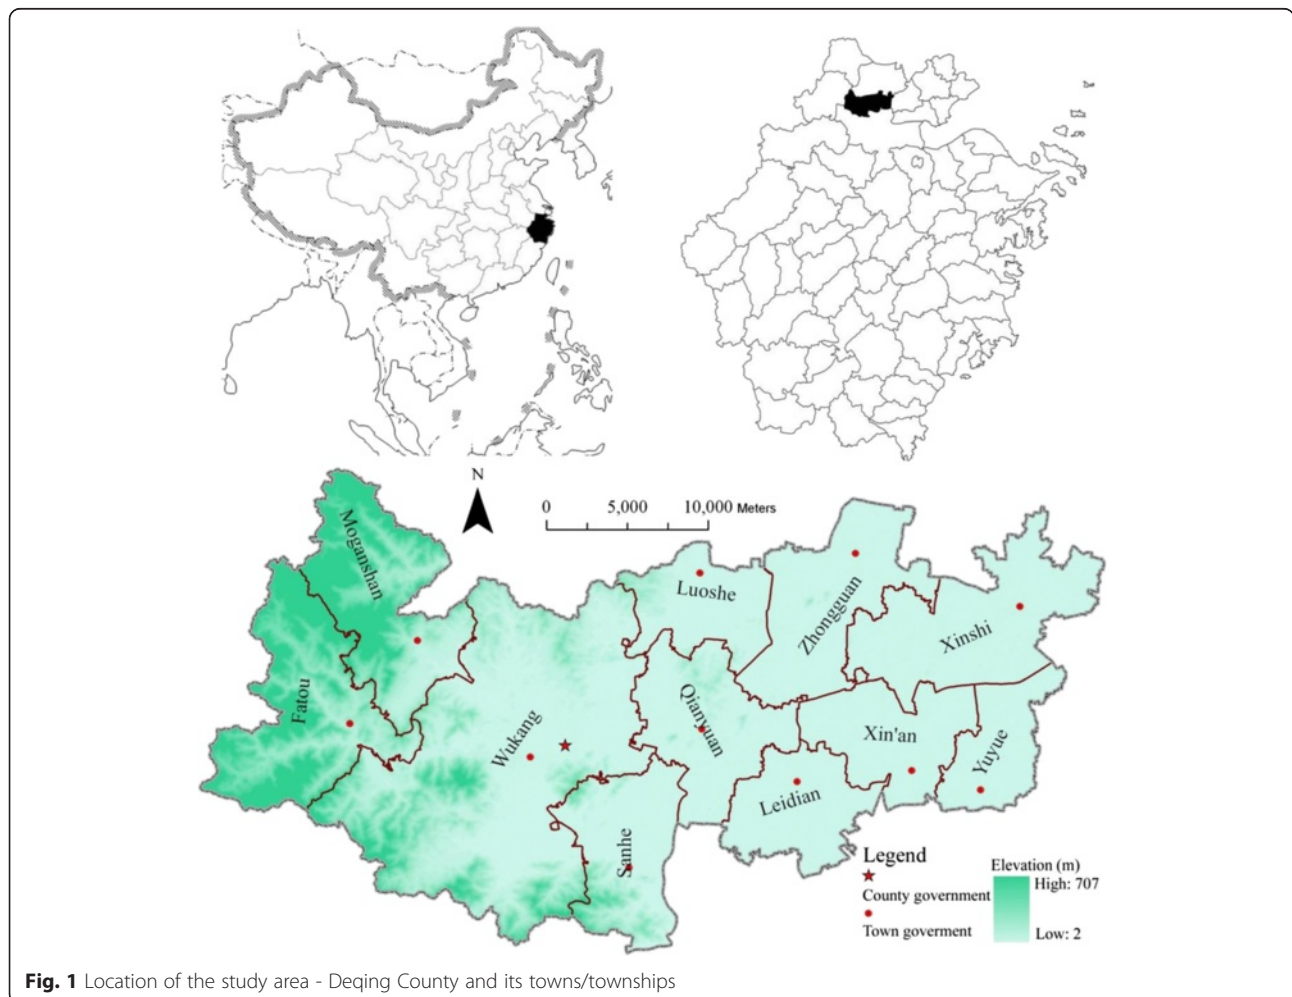 N
0 5,000 10,000 Meters
Moganshan
Luoshe
Zhongguan
Xinshi
Fatou
Wukang
Qianyuan
Xin'an
Yuyue
Leidian
Sanhe
Legend
County government
Town goverment
Elevation (m)
High: 707
Low: 2
Fig. 1 Location of the study area - Deqing County and its towns/townships